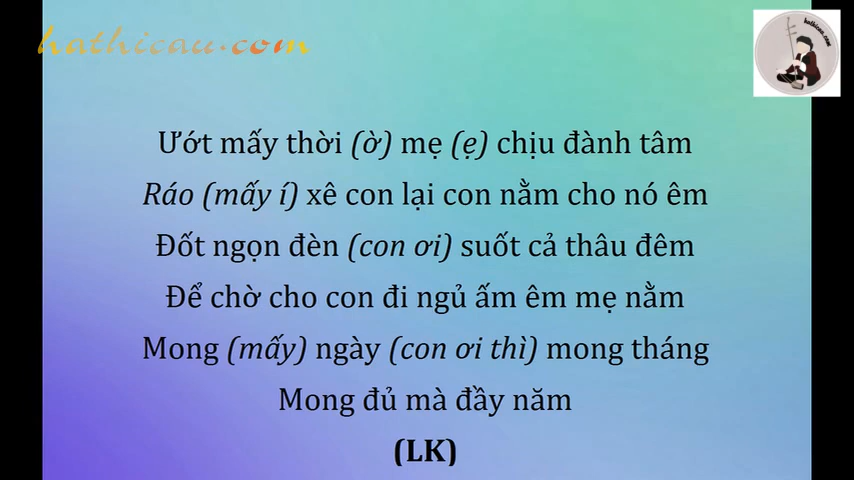 hathicau.com
hathicau.com
Ướt mấy thời (ờ) mẹ (ẹ) chịu đành tâm
Ráo (mấy í) xê con lại con nằm cho nó êm
Đốt ngọn đèn (con ơi) suốt cả thâu đêm
Để chờ cho con đi ngủ ấm êm mẹ nằm
Mong (mấy) ngày (con ơi thì) mong tháng
Mong đủ mà đầy năm
(LK)